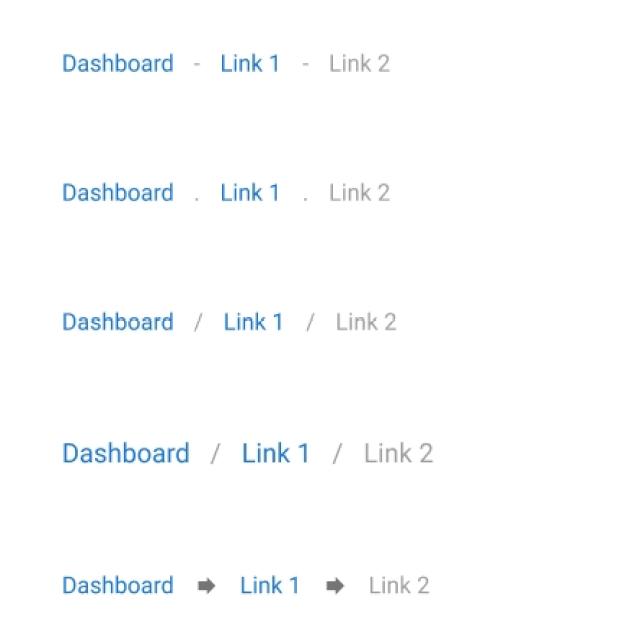 Dashboard - Link 1 - Link 2
Dashboard . Link 1 . Link 2
Dashboard / Link 1 / Link 2
Dashboard / Link 1 / Link 2
Dashboard ➡ Link 1 ➡ Link 2